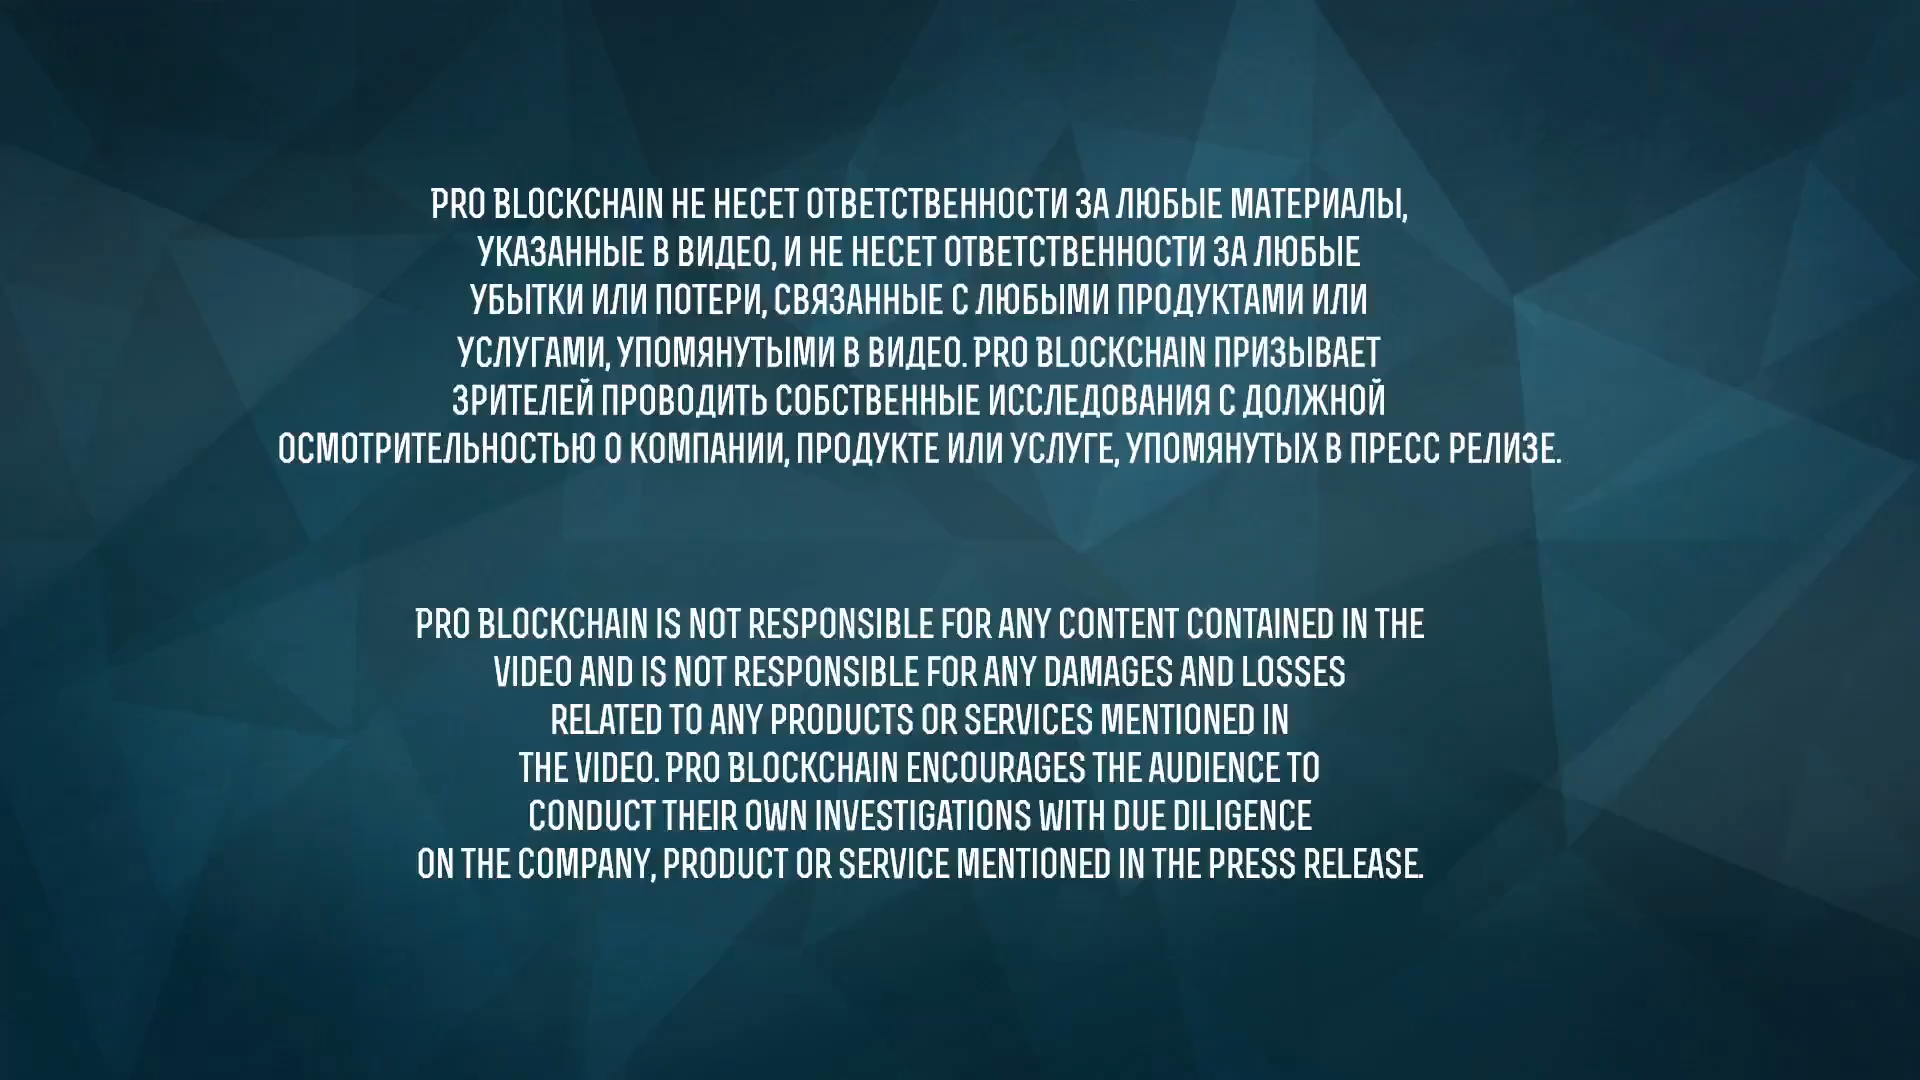 PRO BLOCKCHAIN НЕ НЕСЕТ ОТВЕТСТВЕННОСТИ ЗА ЛЮБЫЕ МАТЕРИАЛЫ,
УКАЗАННЫЕ В ВИДЕО, И НЕ НЕСЕТ ОТВЕТСТВЕННОСТИ ЗА ЛЮБЫЕ
УБЫТКИ ИЛИ ПОТЕРИ, СВЯЗАННЫЕ С ЛЮБЫМИ ПРОДУКТАМИ ИЛИ
УСЛУГАМИ, УПОМЯНУТЫМИ В ВИДЕО. PRO BLOCKCHAIN ПРИЗЫВАЕТ
ЗРИТЕЛЕЙ ПРОВОДИТЬ СОБСТВЕННЫЕ ИССЛЕДОВАНИЯ С ДОЛЖНОЙ
ОСМОТРИТЕЛЬНОСТЬЮ О КОМПАНИИ, ПРОДУКТЕ ИЛИ УСЛУГЕ, УПОМЯНУТЫХ В ПРЕСС РЕЛИЗЕ.
PRO BLOCKCHAIN IS NOT RESPONSIBLE FOR ANY CONTENT CONTAINED IN THE
VIDEO AND IS NOT RESPONSIBLE FOR ANY DAMAGES AND LOSSES
RELATED TO ANY PRODUCTS OR SERVICES MENTIONED IN
THE VIDEO. PRO BLOCKCHAIN ENCOURAGES THE AUDIENCE TO
CONDUCT THEIR OWN INVESTIGATIONS WITH DUE DILIGENCE
ON THE COMPANY, PRODUCT OR SERVICE MENTIONED IN THE PRESS RELEASE.